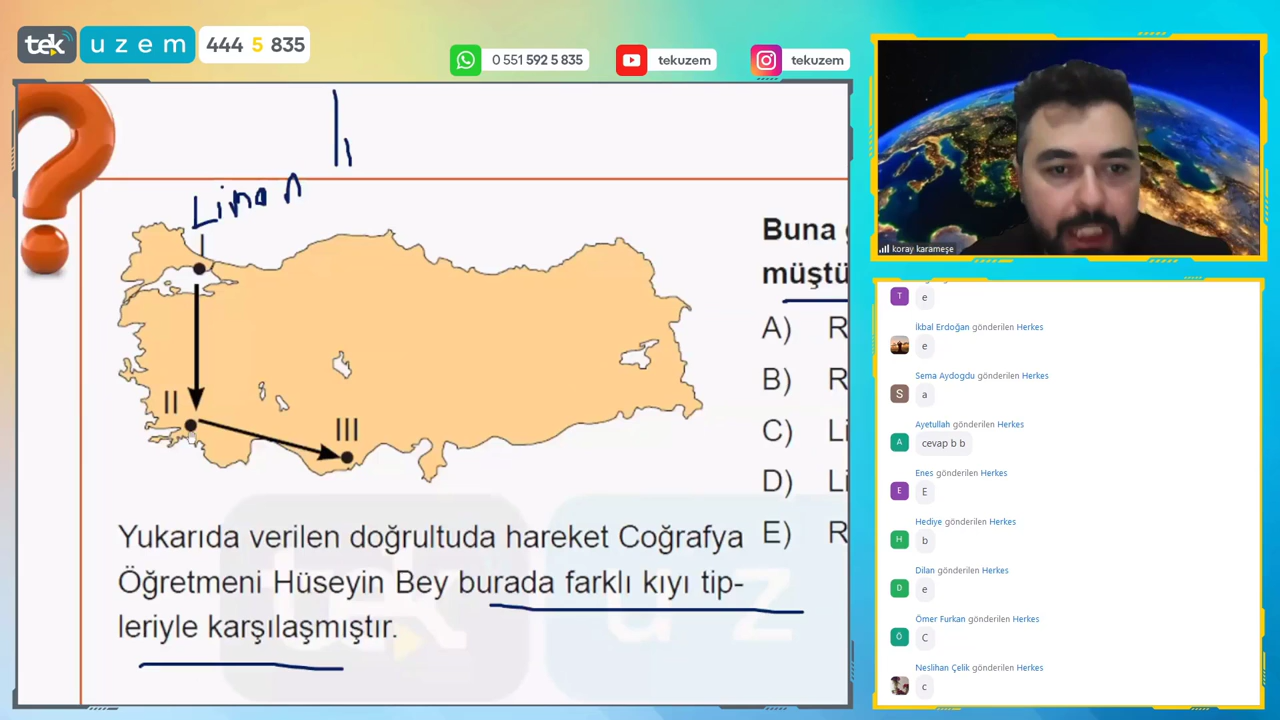 tek uzem 444 5 835
0 551 592 5 835
tekuzem
tekuzem
Liman
II
III
Yukarıda verilen doğrultuda hareket Coğrafya
Öğretmeni Hüseyin Bey burada farklı kıyı tip-
leriyle karşılaşmıştır.
Buna
müştü
A) R
B) R
C) Li
D) Li
E) R
koray karameşe
T
e
İkbal Erdoğan gönderilen Herkes
e
Sema Aydogdu gönderilen Herkes
S
a
Ayetullah gönderilen Herkes
A
cevap b b
Enes gönderilen Herkes
E
E
Hediye gönderilen Herkes
H
b
Dilan gönderilen Herkes
D
e
Ömer Furkan gönderilen Herkes
Ö
C
Neslihan Çelik gönderilen Herkes
c